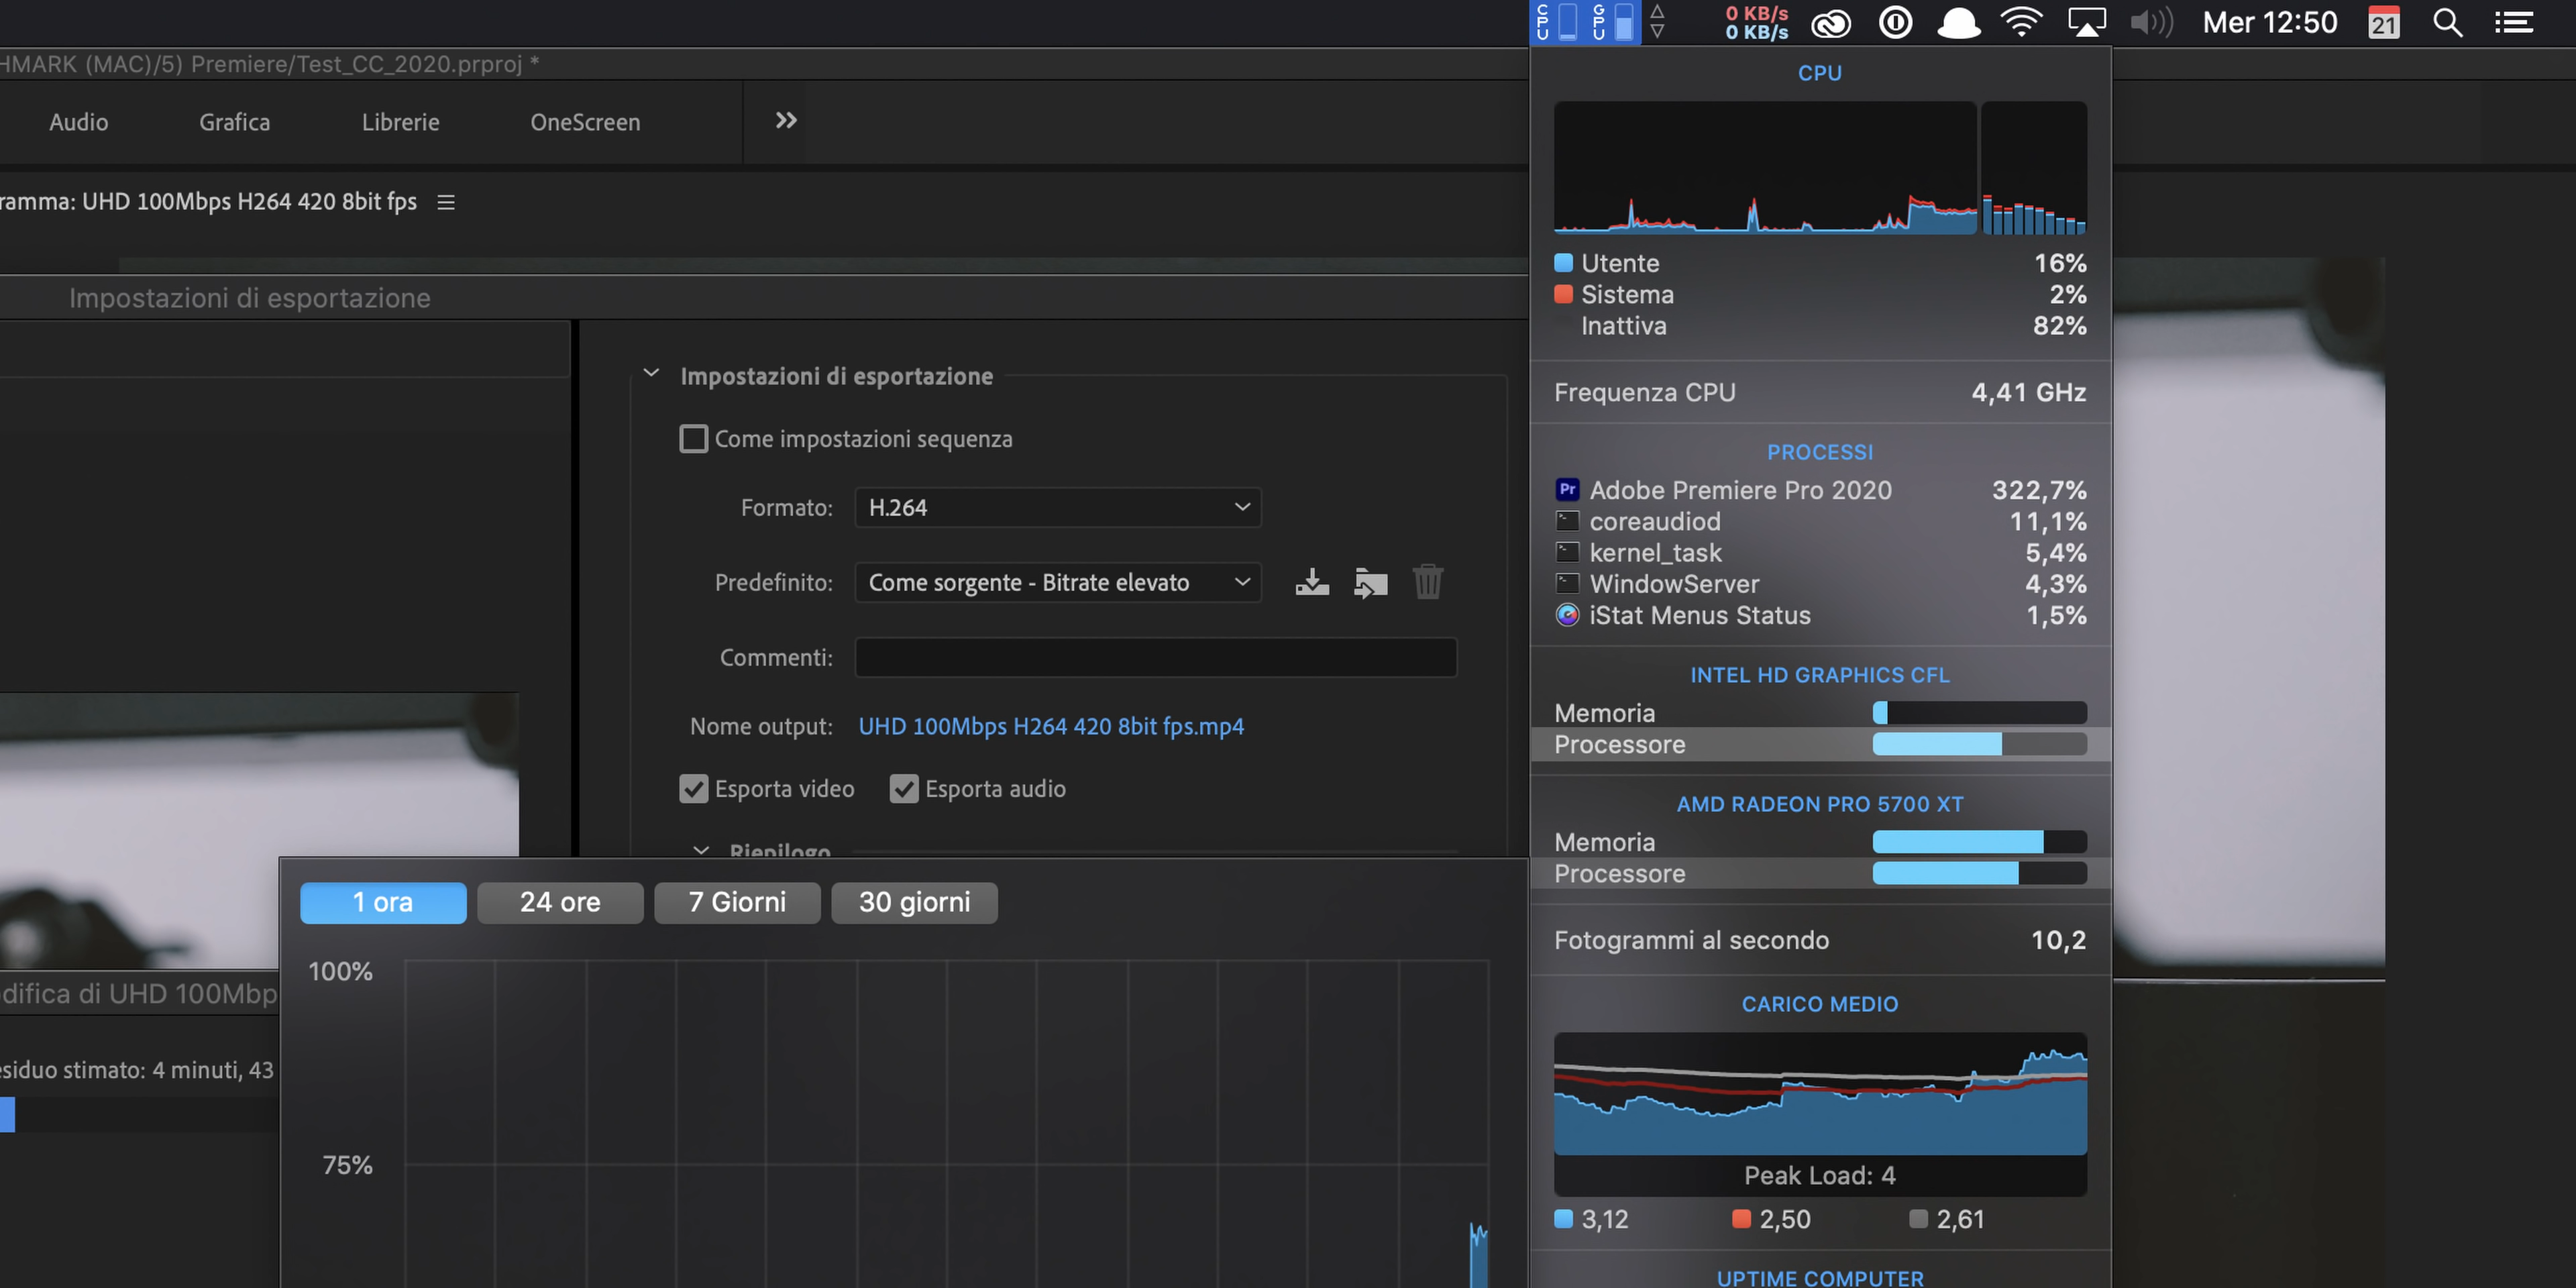 CPU GPU 0 KB/s
0 KB/s
Mer 12:50 21
HMARK (MAC)/5) Premiere/Test_CC_2020.prproj *
Audio Grafica Librerie OneScreen
ramma: UHD 100Mbps H264 420 8bit fps
Impostazioni di esportazione
Impostazioni di esportazione
Come impostazioni sequenza
Formato: H.264
Predefinito: Come sorgente - Bitrate elevato
Commenti:
Nome output: UHD 100Mbps H264 420 8bit fps.mp4
Esporta video Esporta audio
Riepilogo
1 ora 24 ore 7 Giorni 30 giorni
100%
75%
difica di UHD 100Mbp
esiduo stimato: 4 minuti, 43
CPU
Utente 16%
Sistema 2%
Inattiva 82%
Frequenza CPU 4,41 GHz
PROCESSI
Pr Adobe Premiere Pro 2020 322,7%
coreaudiod 11,1%
kernel_task 5,4%
WindowServer 4,3%
iStat Menus Status 1,5%
INTEL HD GRAPHICS CFL
Memoria
Processore
AMD RADEON PRO 5700 XT
Memoria
Processore
Fotogrammi al secondo 10,2
CARICO MEDIO
Peak Load: 4
3,12 2,50 2,61
UPTIME COMPUTER